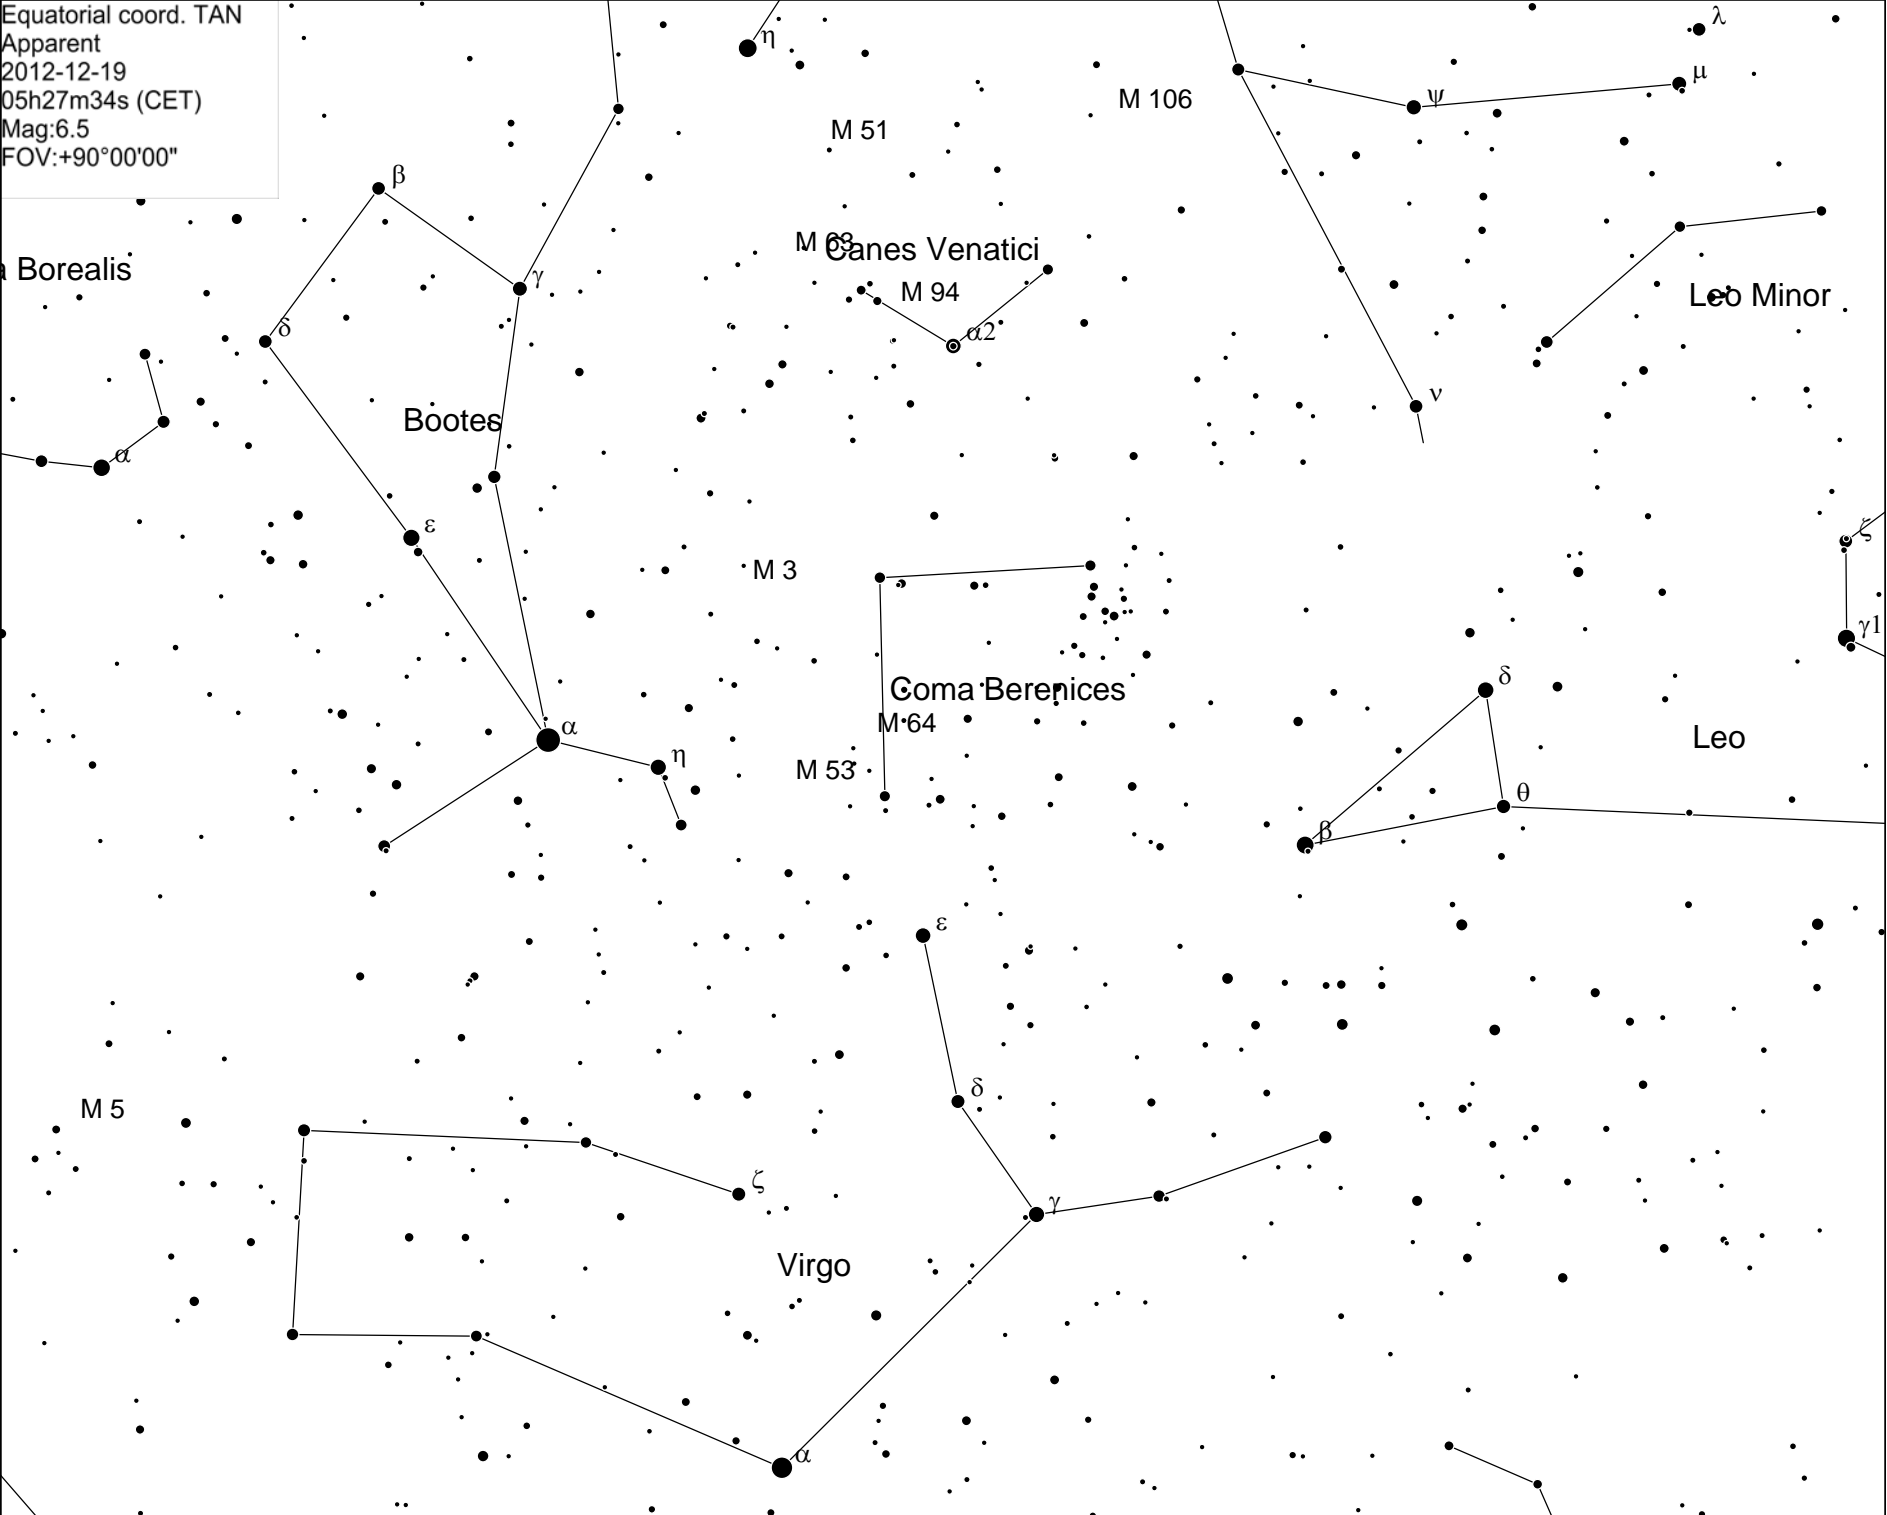 Equatorial coord. TAN
Apparent
2012-12-19
05h27m34s (CET)
Mag:6.5
FOV:+90°00'00"
η
λ
μ
M 106
ψ
M 51
β
M 63
Canes Venatici
a Borealis
γ
M 94
Leo Minor
δ
α2
ν
Bootes
α
ε
ζ
M 3
γ1
δ
Coma Berenices
M 64
α
Leo
η
M 53
θ
β
ε
δ
M 5
ζ
γ
Virgo
α